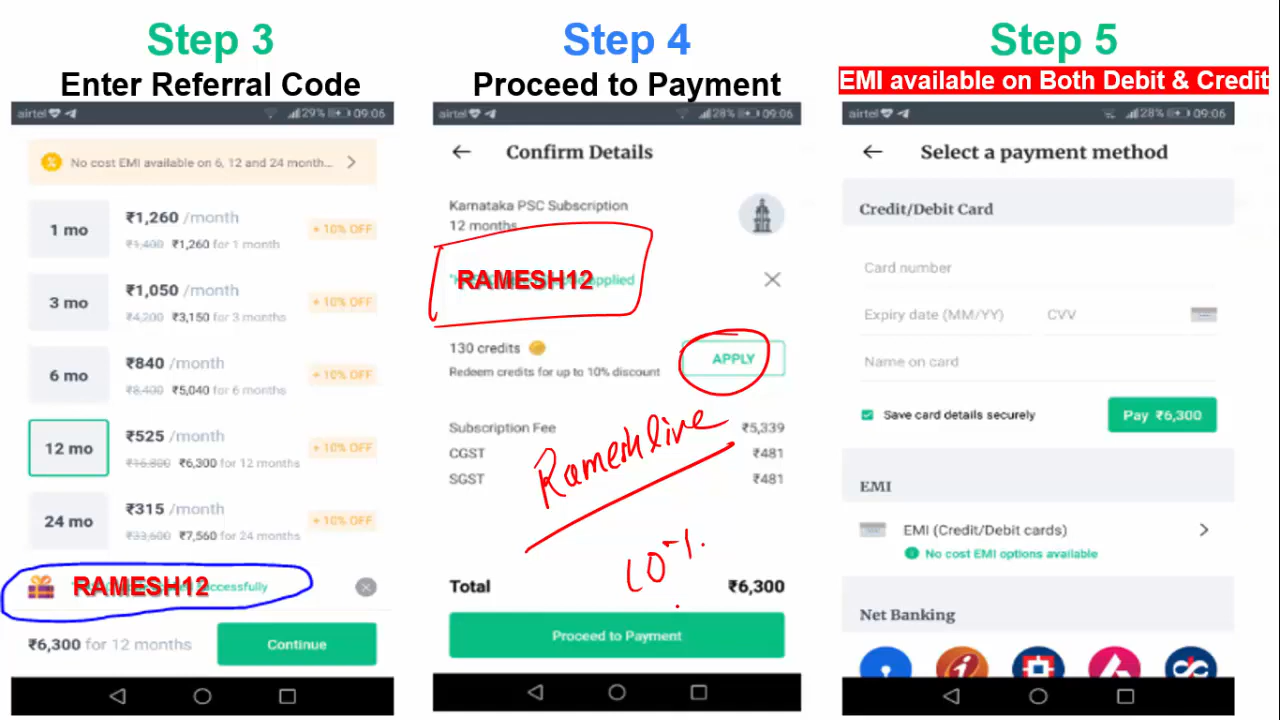 Step 3
Enter Referral Code
airtel 29% 09:06
No cost EMI available on 6, 12 and 24 month...
1 mo
₹1,260 /month
₹1,400 ₹1,260 for 1 month
+ 10% OFF
3 mo
₹1,050 /month
₹4,200 ₹3,150 for 3 months
+ 10% OFF
6 mo
₹840 /month
₹8,400 ₹5,040 for 6 months
+ 10% OFF
12 mo
₹525 /month
₹16,800 ₹6,300 for 12 months
+ 10% OFF
24 mo
₹315 /month
₹33,600 ₹7,560 for 24 months
+ 10% OFF
RAMESH12 successfully
₹6,300 for 12 months
Continue
Step 4
Proceed to Payment
airtel 28% 09:06
Confirm Details
Karnataka PSC Subscription
12 months
RAMESH12 applied
130 credits
Redeem credits for up to 10% discount
APPLY
Subscription Fee ₹5,339
CGST ₹481
SGST ₹481
Rameshlive
10%
Total ₹6,300
Proceed to Payment
Step 5
EMI available on Both Debit & Credit
airtel 28% 09:06
Select a payment method
Credit/Debit Card
Card number
Expiry date (MM/YY) CVV
Name on card
Save card details securely
Pay ₹6,300
EMI
EMI (Credit/Debit cards)
No cost EMI options available
Net Banking